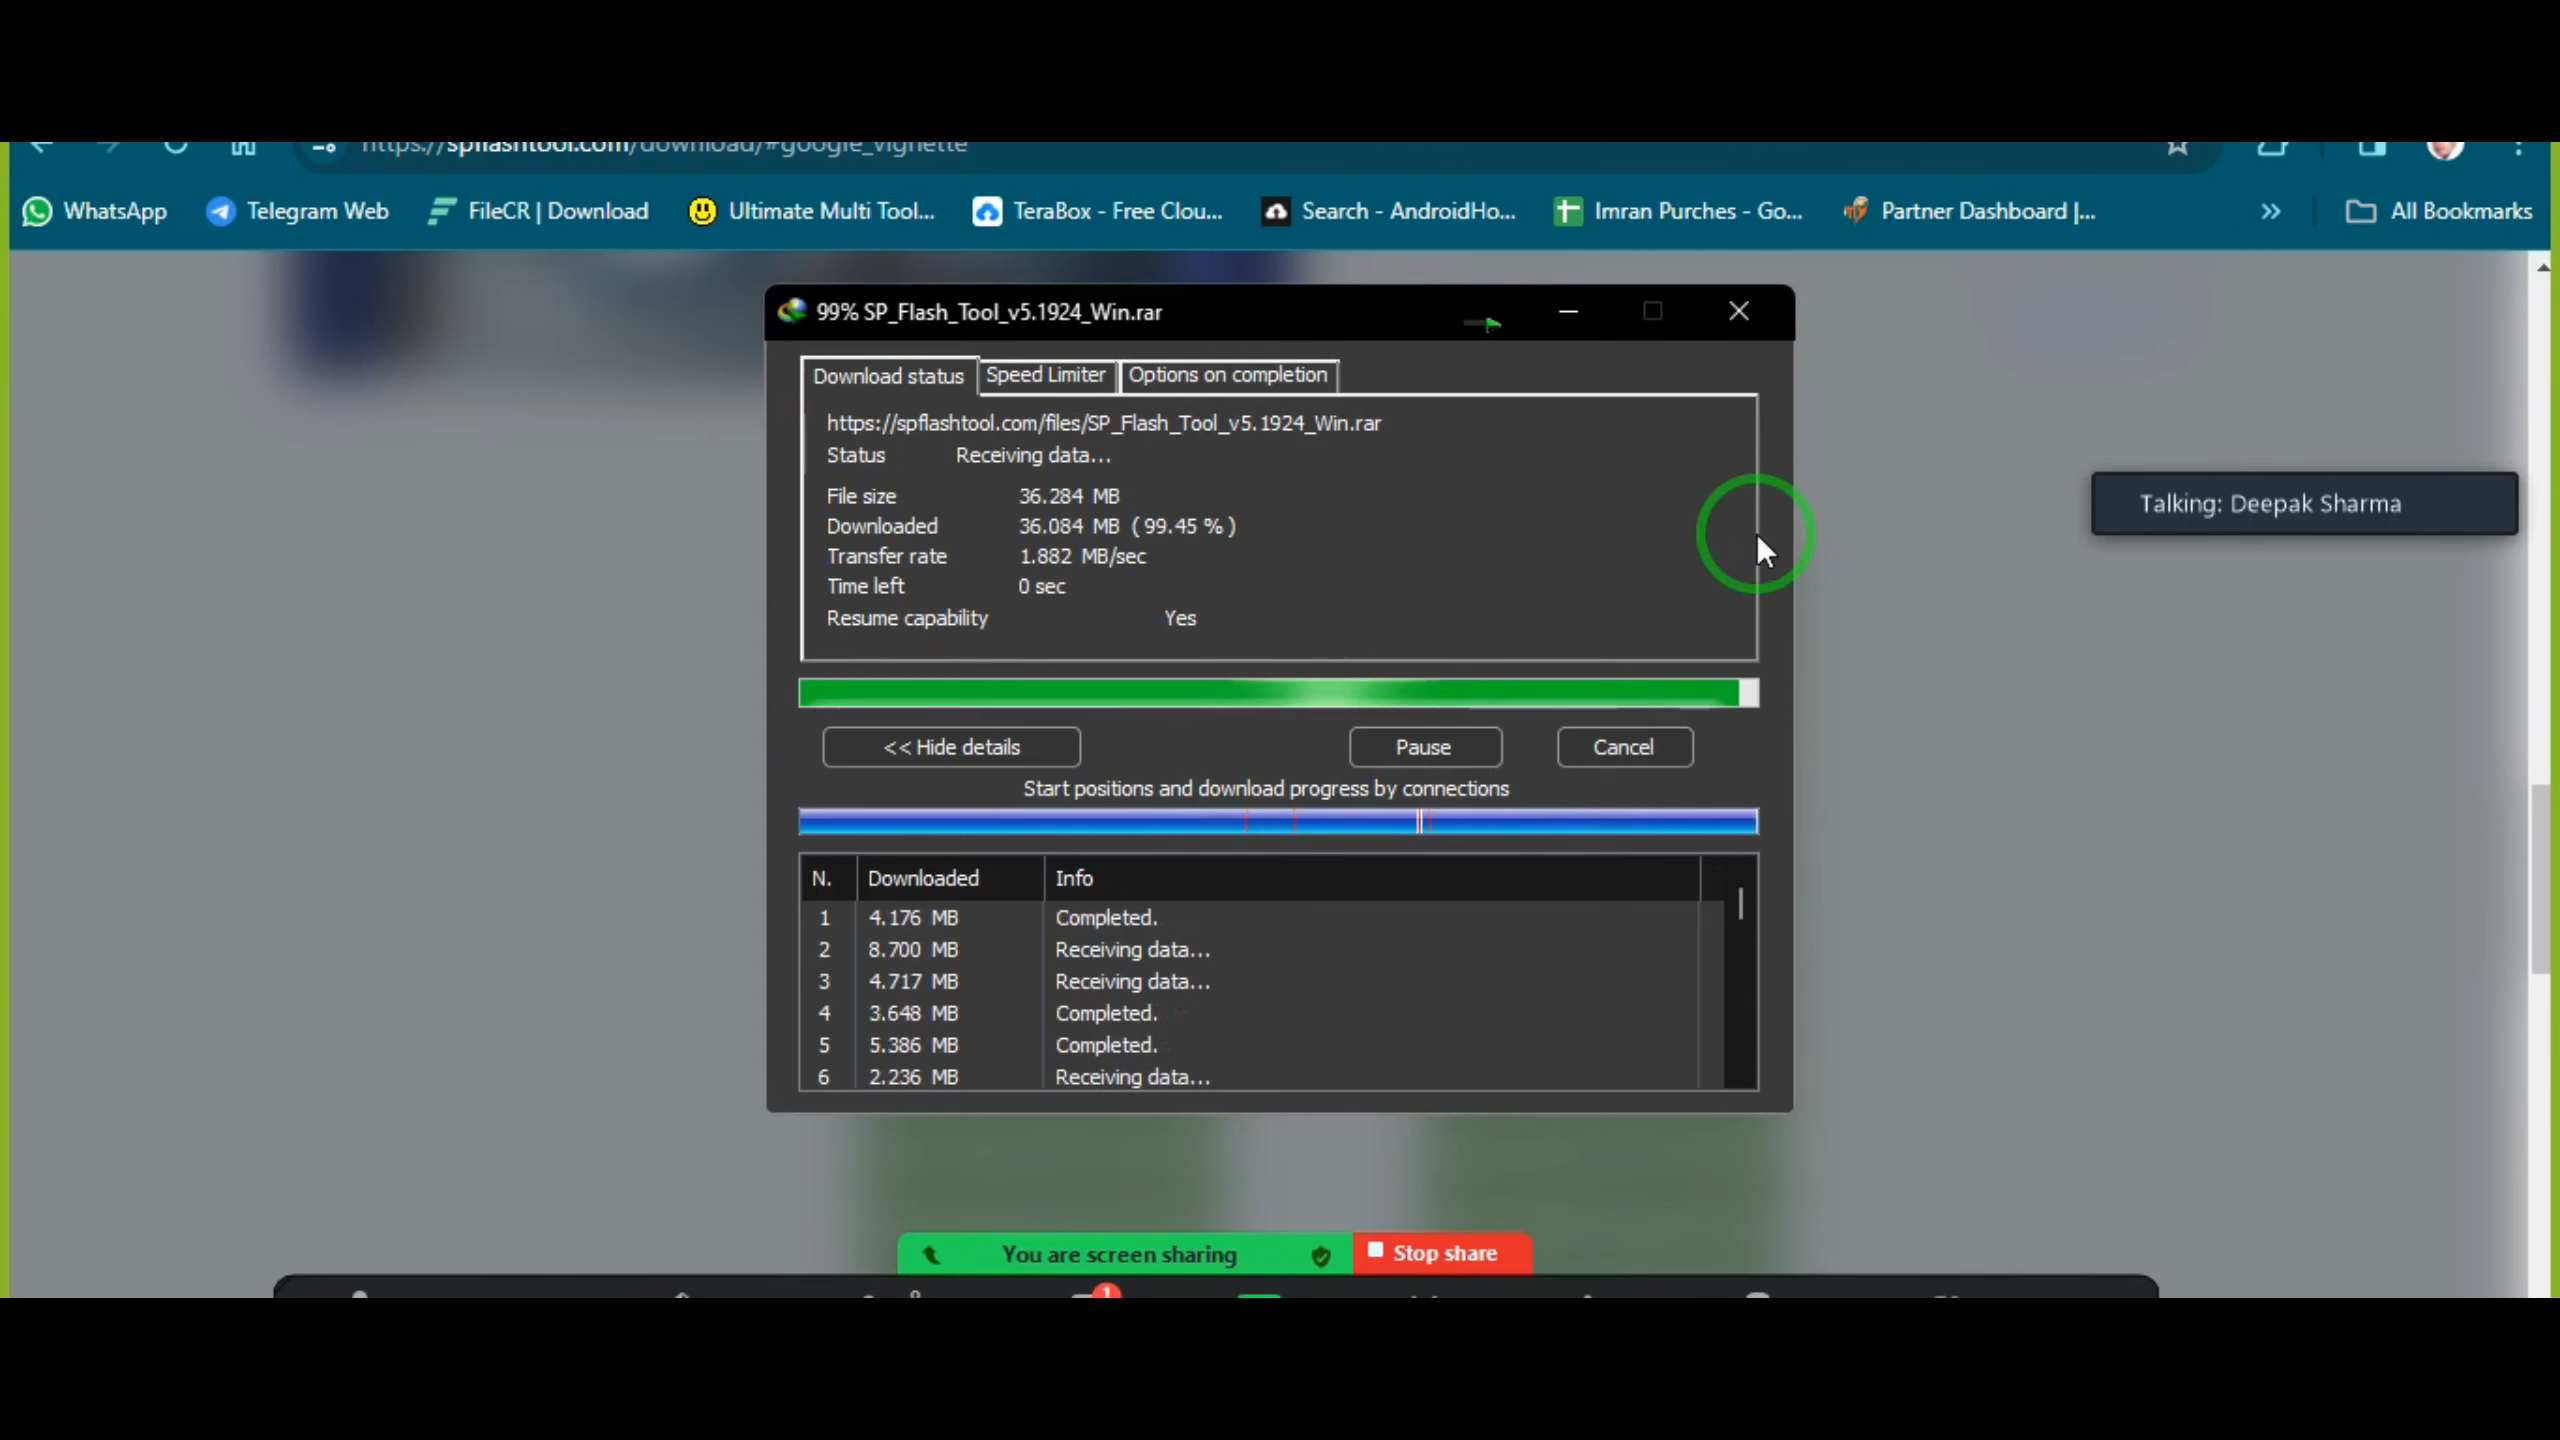 https://spflashtool.com/download/#google_vignette
WhatsApp Telegram Web FileCR | Download Ultimate Multi Tool... TeraBox - Free Clou... Search - AndroidHo... Imran Purches - Go... Partner Dashboard |... >> All Bookmarks
99% SP_Flash_Tool_v5.1924_Win.rar
Download status Speed Limiter Options on completion
https://spflashtool.com/files/SP_Flash_Tool_v5.1924_Win.rar
Status Receiving data...
Talking: Deepak Sharma
File size 36.284 MB
Downloaded 36.084 MB ( 99.45 % )
Transfer rate 1.882 MB/sec
Time left 0 sec
Resume capability Yes
<< Hide details Pause Cancel
Start positions and download progress by connections
N. Downloaded Info
1 4.176 MB Completed.
2 8.700 MB Receiving data...
3 4.717 MB Receiving data...
4 3.648 MB Completed.
5 5.386 MB Completed.
6 2.236 MB Receiving data...
You are screen sharing Stop share
1